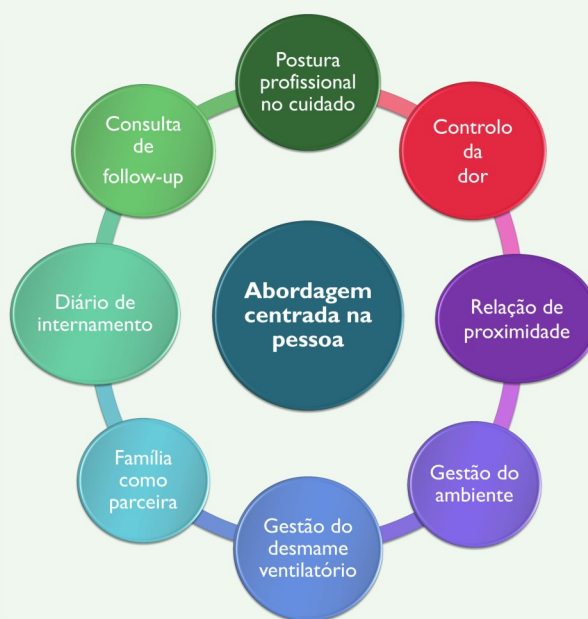 Postura
profissional
no cuidado
Controlo
da
dor
Relação de
proximidade
Gestão do
ambiente
Gestão do
desmame
ventilatório
Família
como
parceira
Diário de
internamento
Consulta
de
follow-up
Abordagem
centrada na
pessoa